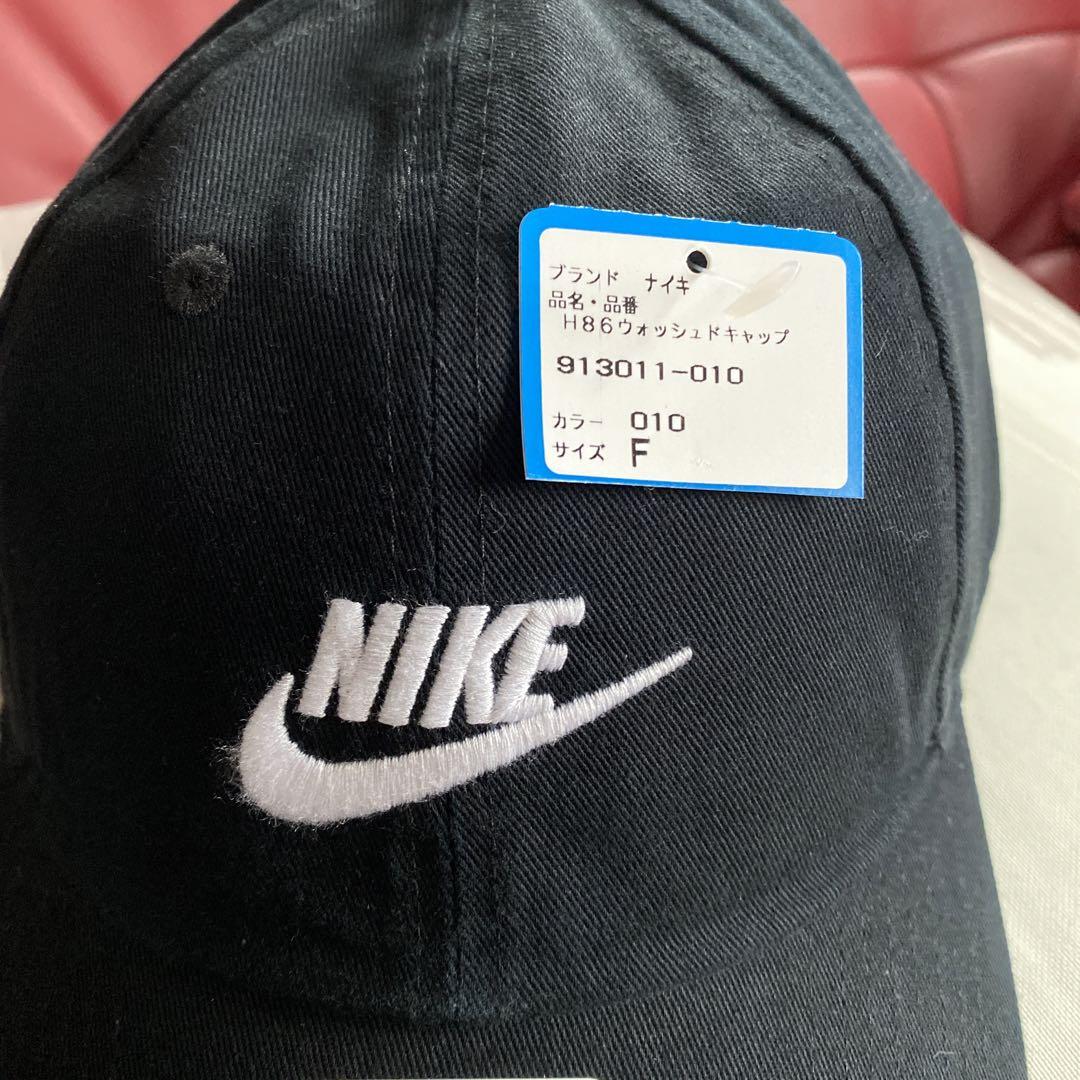 ブランド ナイキ
品名・品番
H86ウォッシュドキャップ
913011-010
カラー 010
サイズ F
NIKE